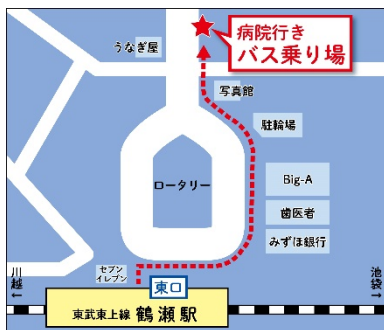 病院行き
バス乗り場
うなぎ屋
写真館
駐輪場
ロータリー
Big-A
歯医者
みずほ銀行
セブン
イレブン
東口
川越
↓
池袋
↓
東武東上線 鶴瀬駅